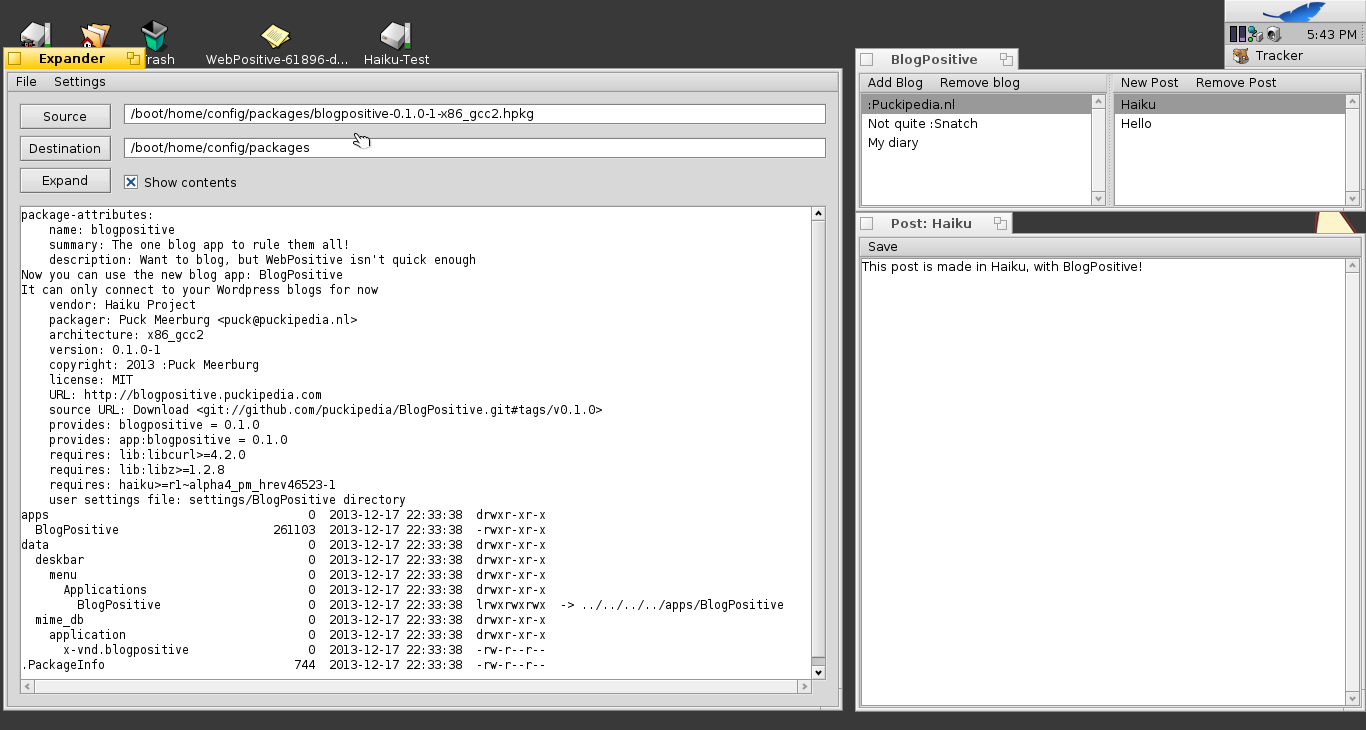 rash
WebPositive-61896-d...
Haiku-Test
5:43 PM
Tracker
Expander
File Settings
Source /boot/home/config/packages/blogpositive-0.1.0-1-x86_gcc2.hpkg
Destination /boot/home/config/packages
Expand Show contents
package-attributes:
name: blogpositive
summary: The one blog app to rule them all!
description: Want to blog, but WebPositive isn't quick enough
Now you can use the new blog app: BlogPositive
It can only connect to your Wordpress blogs for now
vendor: Haiku Project
packager: Puck Meerburg <puck@puckipedia.nl>
architecture: x86_gcc2
version: 0.1.0-1
copyright: 2013 :Puck Meerburg
license: MIT
URL: http://blogpositive.puckipedia.com
source URL: Download <git://github.com/puckipedia/BlogPositive.git#tags/v0.1.0>
provides: blogpositive = 0.1.0
provides: app:blogpositive = 0.1.0
requires: lib:libcurl>=4.2.0
requires: lib:libz>=1.2.8
requires: haiku>=r1~alpha4_pm_hrev46523-1
user settings file: settings/BlogPositive directory
apps 0 2013-12-17 22:33:38 drwxr-xr-x
BlogPositive 261103 2013-12-17 22:33:38 -rwxr-xr-x
data 0 2013-12-17 22:33:38 drwxr-xr-x
deskbar 0 2013-12-17 22:33:38 drwxr-xr-x
menu 0 2013-12-17 22:33:38 drwxr-xr-x
Applications 0 2013-12-17 22:33:38 drwxr-xr-x
BlogPositive 0 2013-12-17 22:33:38 lrwxrwxrwx -> ../../../../apps/BlogPositive
mime_db 0 2013-12-17 22:33:38 drwxr-xr-x
application 0 2013-12-17 22:33:38 drwxr-xr-x
x-vnd.blogpositive 0 2013-12-17 22:33:38 -rw-r--r--
.PackageInfo 744 2013-12-17 22:33:38 -rw-r--r--
BlogPositive
Add Blog Remove blog
:Puckipedia.nl
Not quite :Snatch
My diary
New Post Remove Post
Haiku
Hello
Post: Haiku
Save
This post is made in Haiku, with BlogPositive!